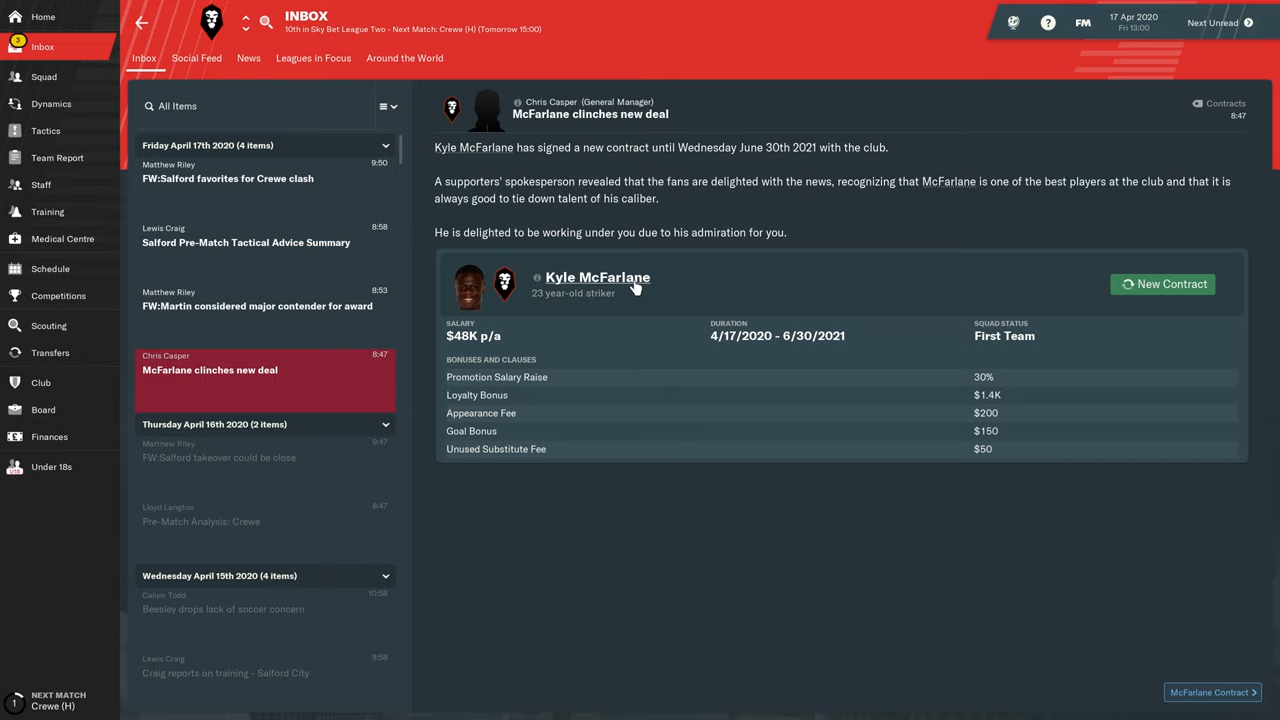 Home
3
Inbox
Squad
Dynamics
Tactics
Team Report
Staff
Training
Medical Centre
Schedule
Competitions
Scouting
Transfers
Club
Board
Finances
U18
Under 18s
1
NEXT MATCH
Crewe (H)
INBOX
10th in Sky Bet League Two - Next Match: Crewe (H) (Tomorrow 15:00)
?
FM
17 Apr 2020
Fri 13:00
Next Unread
Inbox
Social Feed
News
Leagues in Focus
Around the World
All Items
Friday April 17th 2020 (4 items)
Matthew Riley
9:50
FW:Salford favorites for Crewe clash
Lewis Craig
8:58
Salford Pre-Match Tactical Advice Summary
Matthew Riley
8:53
FW:Martin considered major contender for award
Chris Casper
8:47
McFarlane clinches new deal
Thursday April 16th 2020 (2 items)
Matthew Riley
9:47
FW:Salford takeover could be close
Lloyd Langton
8:47
Pre-Match Analysis: Crewe
Wednesday April 15th 2020 (4 items)
Calum Todd
10:58
Beesley drops lack of soccer concern
Lewis Craig
8:58
Craig reports on training - Salford City
Chris Casper (General Manager)
McFarlane clinches new deal
Contracts
8:47
Kyle McFarlane has signed a new contract until Wednesday June 30th 2021 with the club.
A supporters' spokesperson revealed that the fans are delighted with the news, recognizing that McFarlane is one of the best players at the club and that it is
always good to tie down talent of his caliber.
He is delighted to be working under you due to his admiration for you.
Kyle McFarlane
23 year-old striker
New Contract
SALARY
$48K p/a
DURATION
4/17/2020 - 6/30/2021
SQUAD STATUS
First Team
BONUSES AND CLAUSES
Promotion Salary Raise
30%
Loyalty Bonus
$1.4K
Appearance Fee
$200
Goal Bonus
$150
Unused Substitute Fee
$50
McFarlane Contract